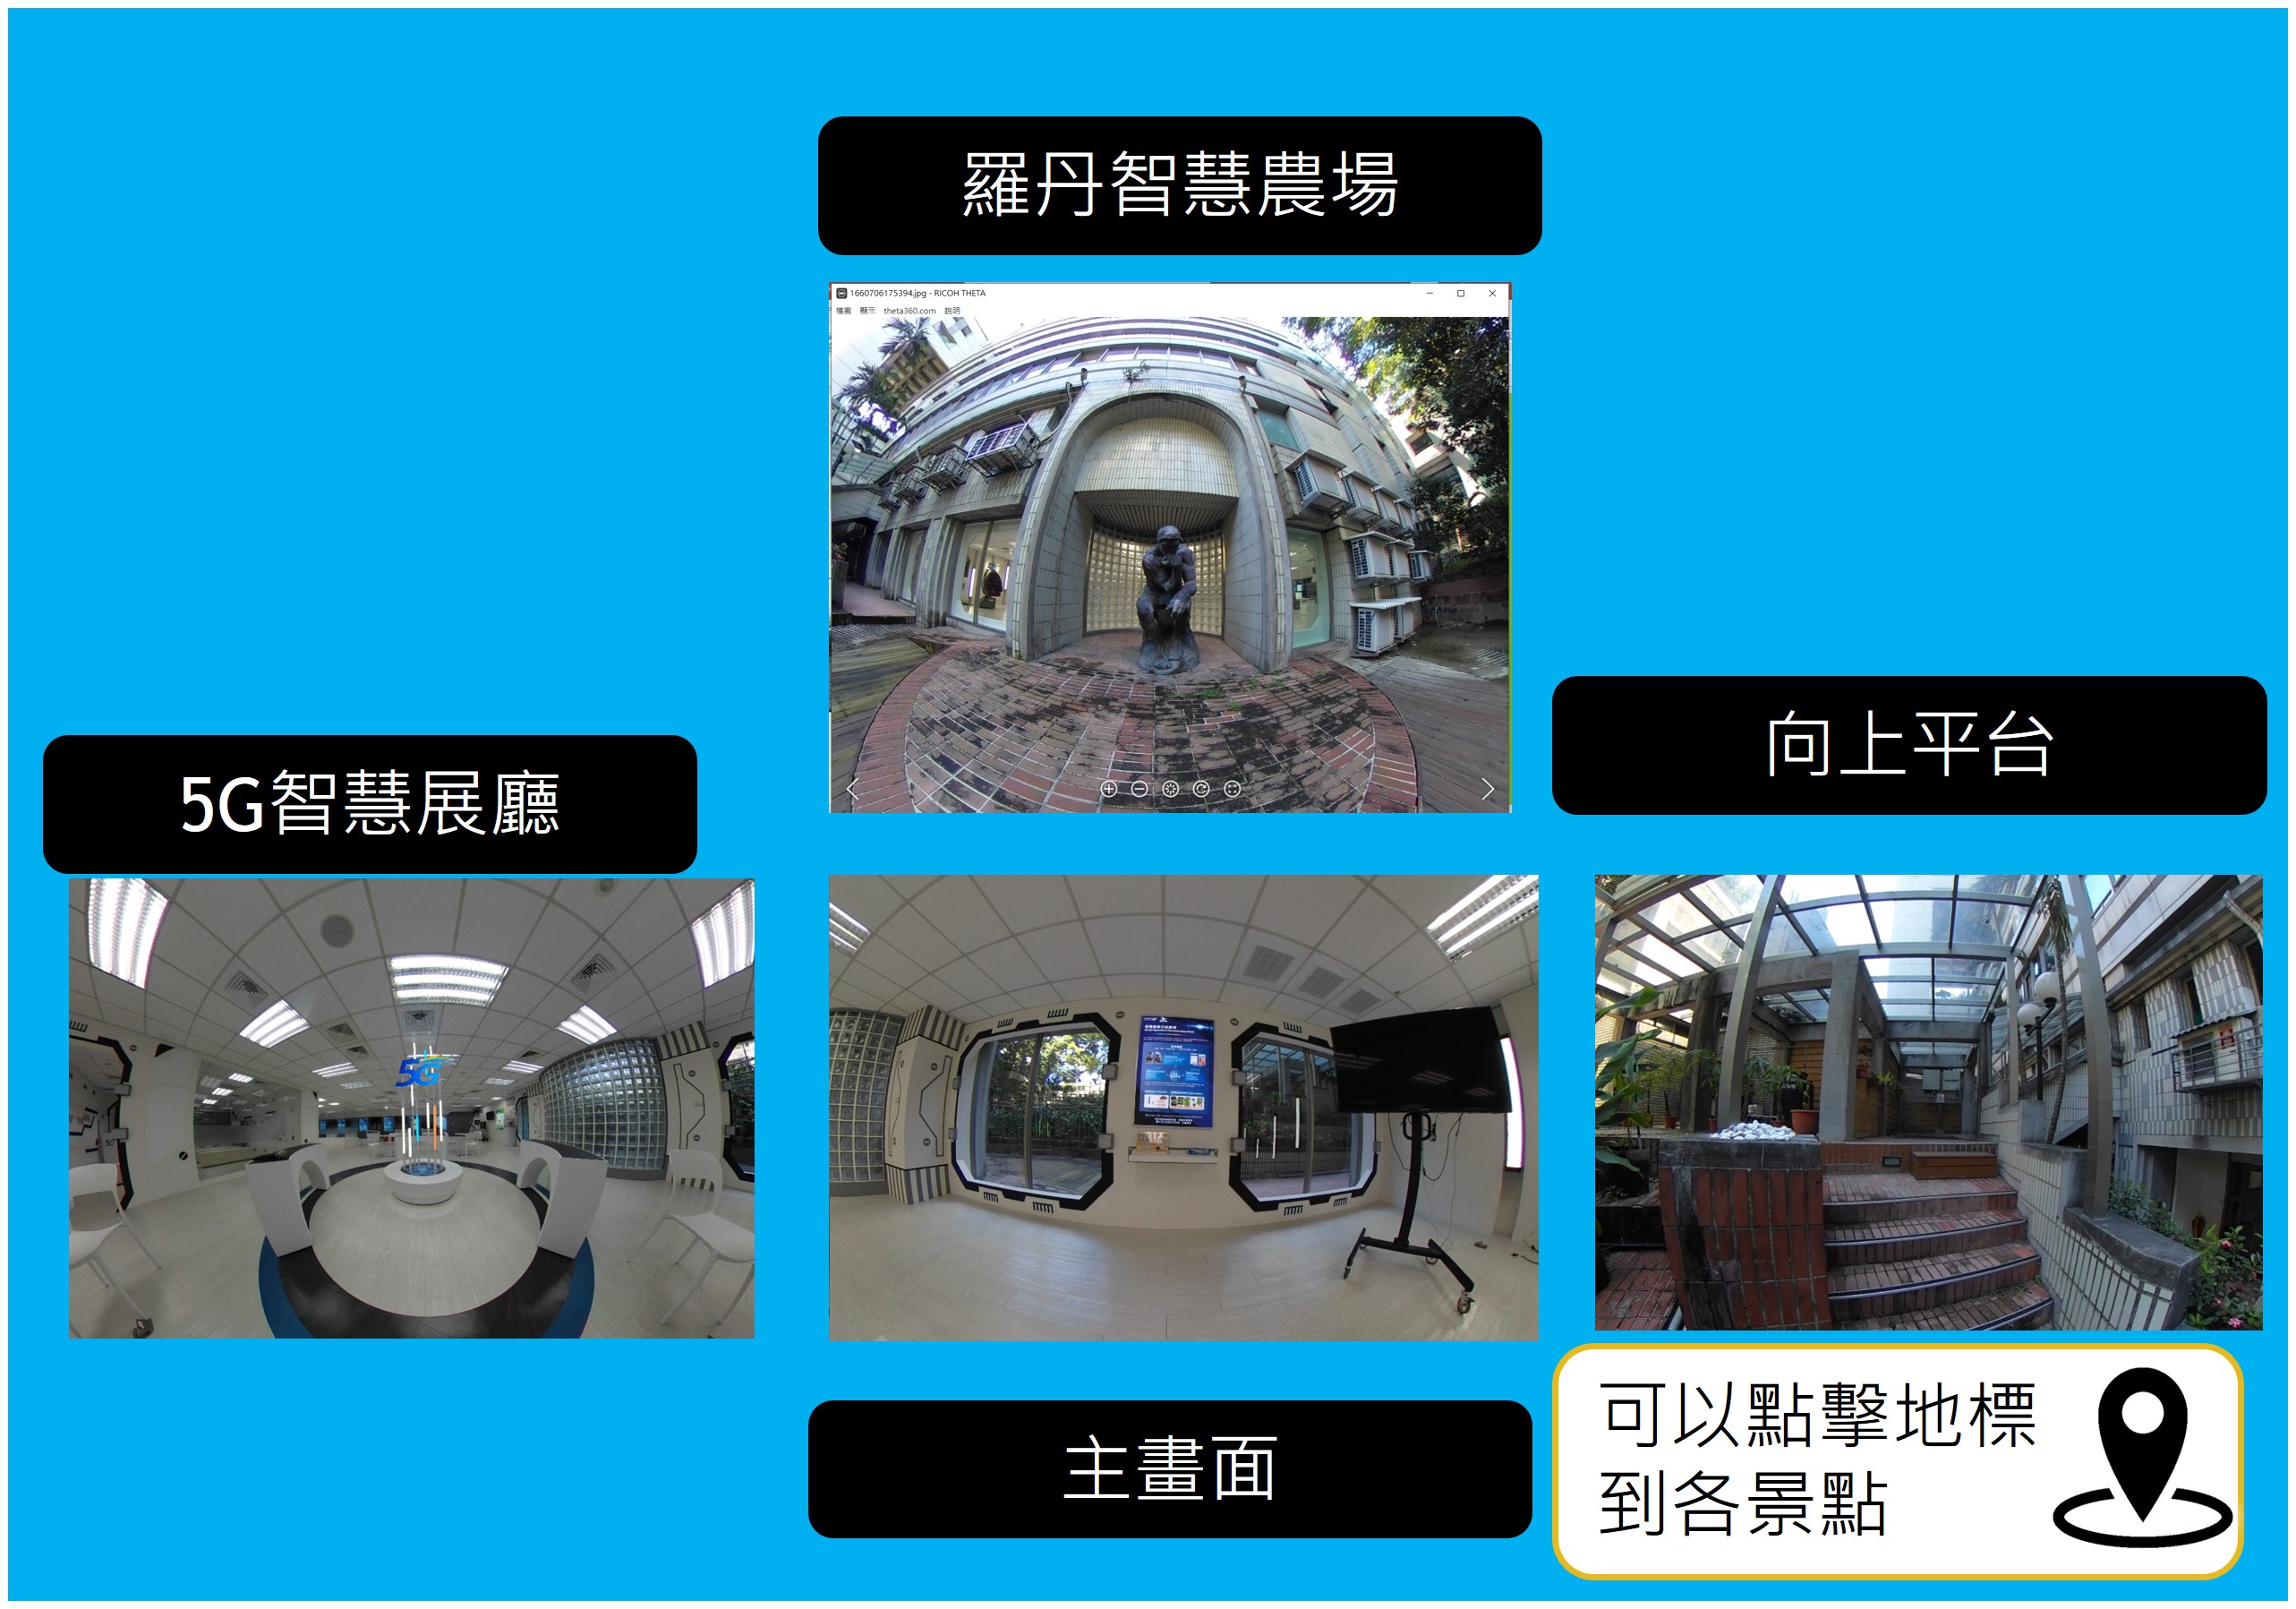 羅丹智慧農場
1660706175394.jpg - RICOH THETA
檔案 顯示 theta360.com 說明
向上平台
5G智慧展廳
5G
主畫面
可以點擊地標
到各景點